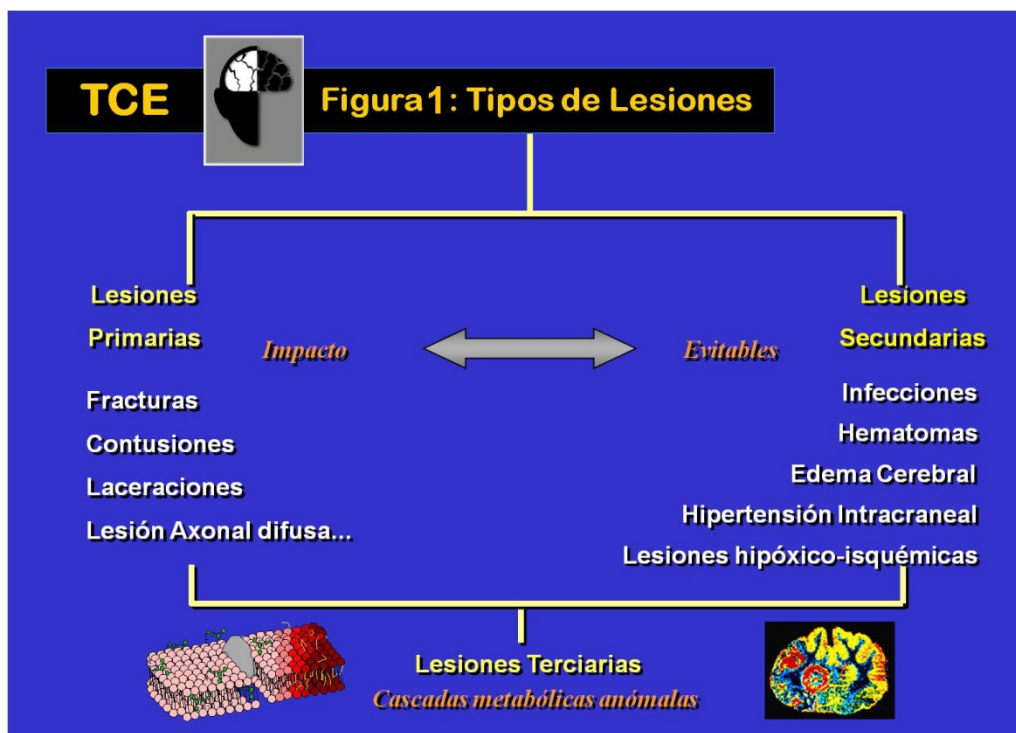 TCE
Figura 1: Tipos de Lesiones
Lesiones
Primarias
Impacto
Fracturas
Contusiones
Laceraciones
Lesión Axonal difusa...
Lesiones
Secundarias
Evitables
Infecciones
Hematomas
Edema Cerebral
Hipertensión Intracraneal
Lesiones hipóxico-isquémicas
Lesiones Terciarias
Cascadas metabólicas anómalas